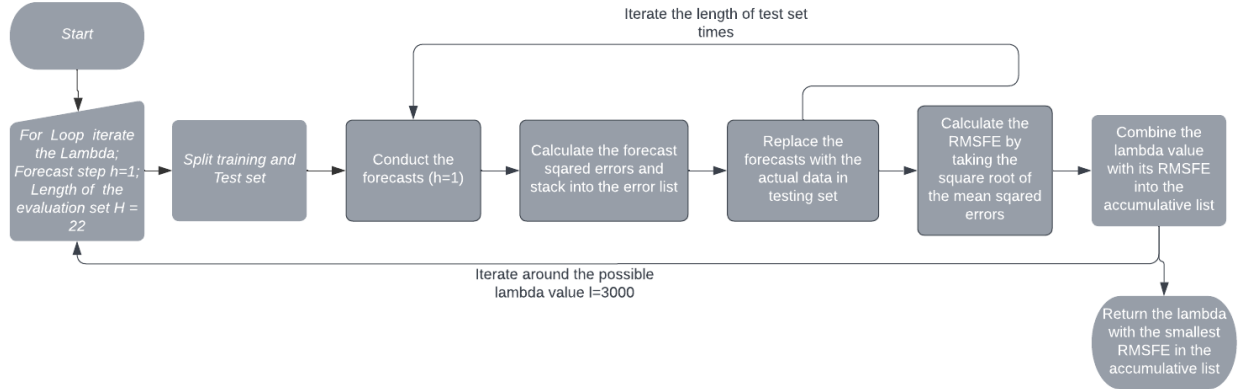 Iterate the length of test set
times
Start
For Loop iterate
the Lambda;
Forecast step h=1;
Length of the
evaluation set H =
22
Split training and
Test set
Conduct the
forecasts (h=1)
Calculate the forecast
sqared errors and
stack into the error list
Replace the
forecasts with the
actual data in
testing set
Calculate the
RMSFE by
taking the
square root of
the mean sqared
errors
Combine the
lambda value
with its RMSFE
into the
accumulative list
Iterate around the possible
lambda value l=3000
Return the lambda
with the smallest
RMSFE in the
accumulative list